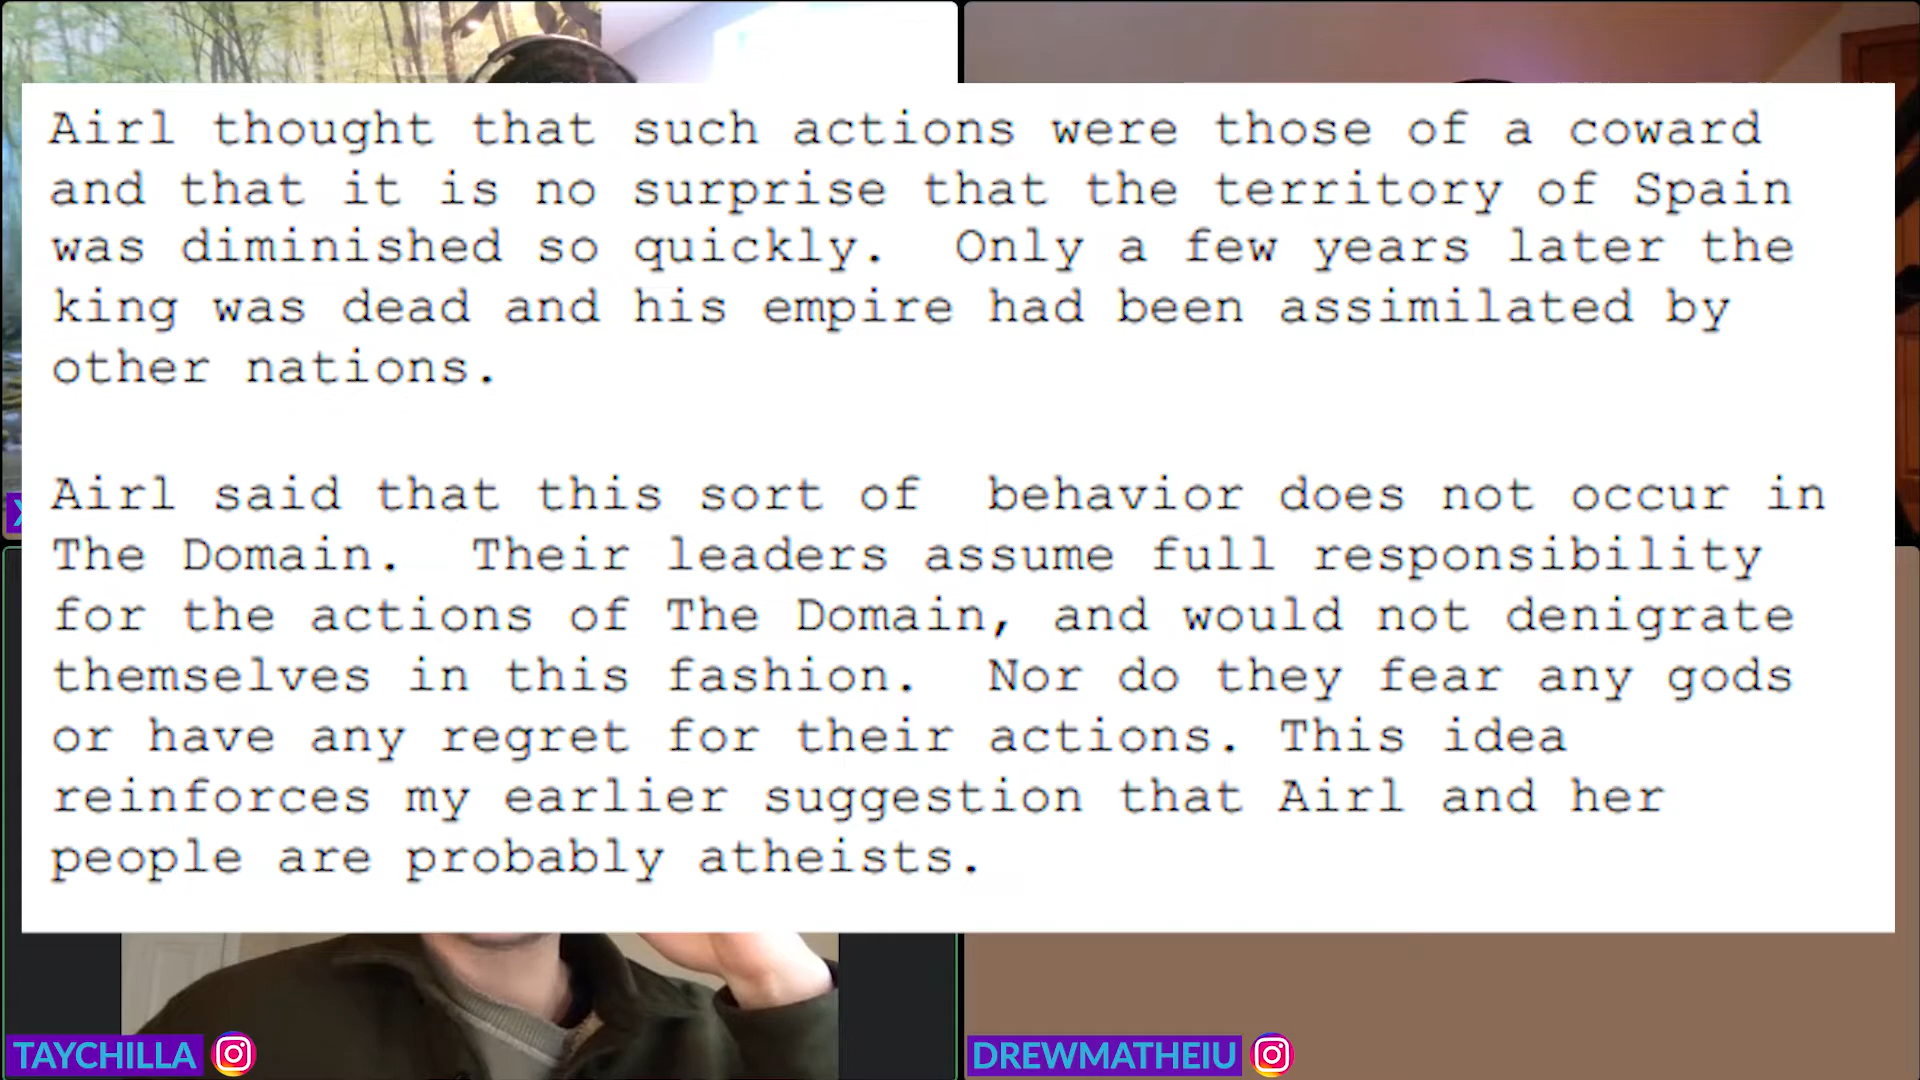 Airl thought that such actions were those of a coward
and that it is no surprise that the territory of Spain
was diminished so quickly.  Only a few years later the
king was dead and his empire had been assimilated by
other nations.
Airl said that this sort of  behavior does not occur in
The Domain.  Their leaders assume full responsibility
for the actions of The Domain, and would not denigrate
themselves in this fashion.  Nor do they fear any gods
or have any regret for their actions. This idea
reinforces my earlier suggestion that Airl and her
people are probably atheists.
TAYCHILLA
DREWMATHEIU